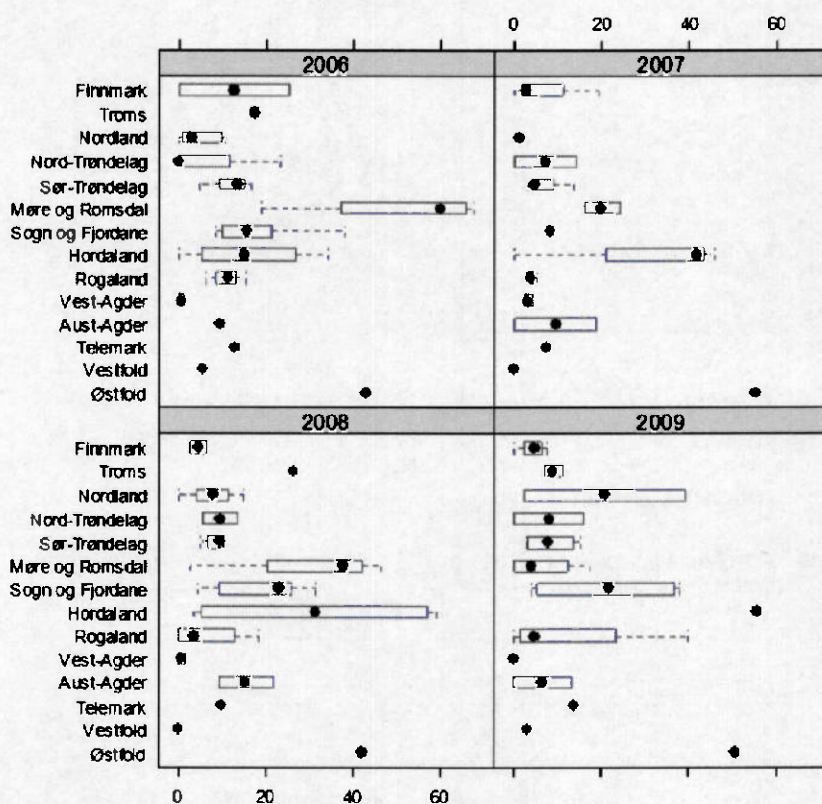 0 20 40 60
2006 2007
Finnmark
Troms
Nordland
Nord-Trøndelag
Sør-Trøndelag
Møre og Romsdal
Sogn og Fjordane
Hordaland
Rogaland
Vest-Agder
Aust-Agder
Telemark
Vestfold
Østfold
2008 2009
Finnmark
Troms
Nordland
Nord-Trøndelag
Sør-Trøndelag
Møre og Romsdal
Sogn og Fjordane
Hordaland
Rogaland
Vest-Agder
Aust-Agder
Telemark
Vestfold
Østfold
0 20 40 60